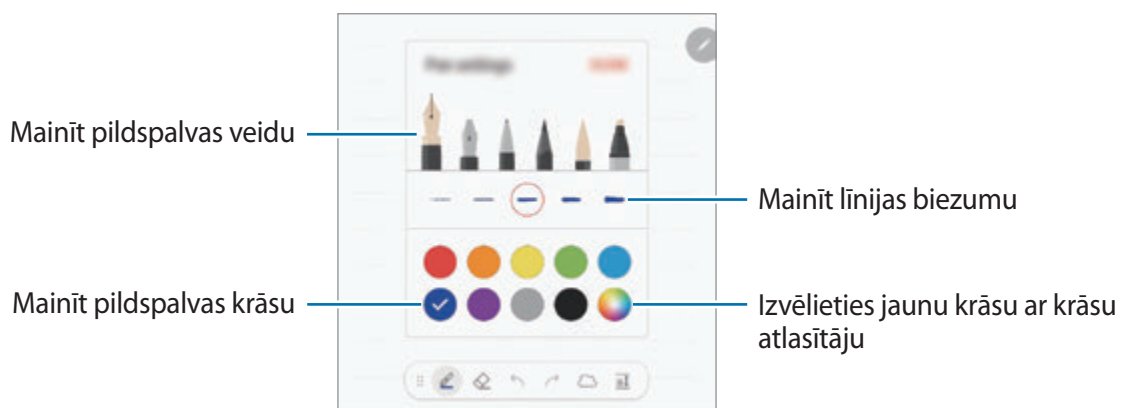 Mainīt pildspalvas veidu
Mainīt līnijas biezumu
Mainīt pildspalvas krāsu
Izvēlieties jaunu krāsu ar krāsu
atlasītāju